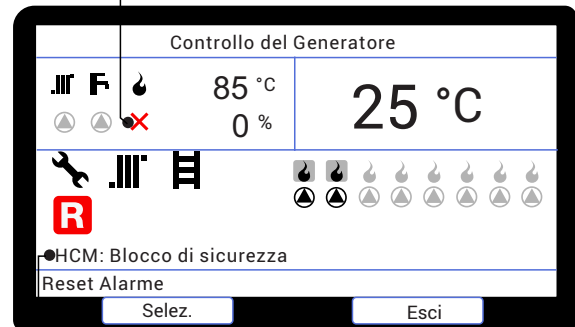 Controllo del Generatore
85 °C
0 %
25 °C
R
HCM: Blocco di sicurezza
Reset Alarme
Selez.
Esci